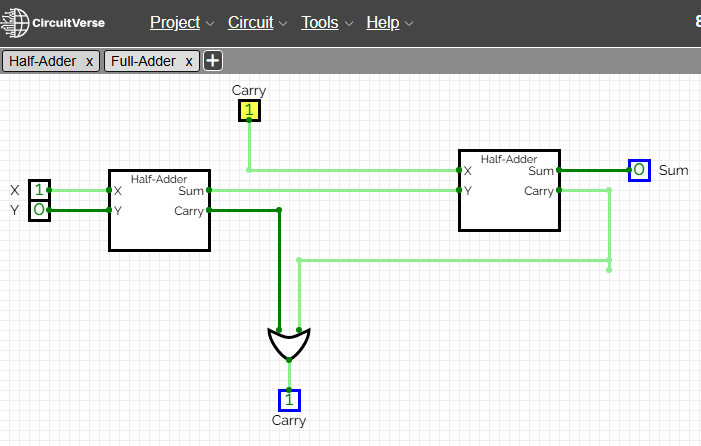 CircuitVerse Project Circuit Tools Help 8
Half-Adder x Full-Adder x +
Carry
1
Half-Adder
X Sum 0 Sum
Y Carry
Half-Adder
X 1 X Sum
Y 0 Y Carry
1
Carry